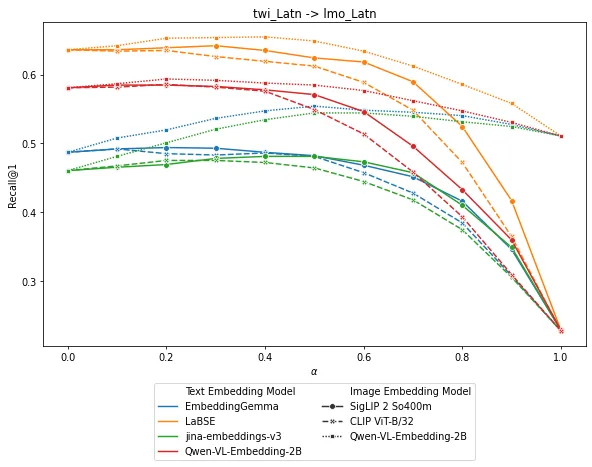 twi_Latn -> lmo_Latn
Recall@1
0.6
0.5
0.4
0.3
0.0
0.2
0.4
0.6
0.8
1.0
α
Text Embedding Model
EmbeddingGemma
LaBSE
jina-embeddings-v3
Qwen-VL-Embedding-2B
Image Embedding Model
SigLIP 2 So400m
CLIP ViT-B/32
Qwen-VL-Embedding-2B